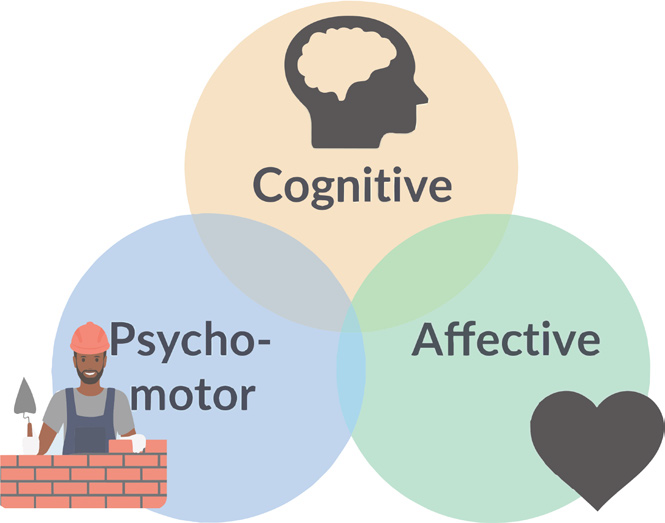 Cognitive
Psycho-
motor
Affective